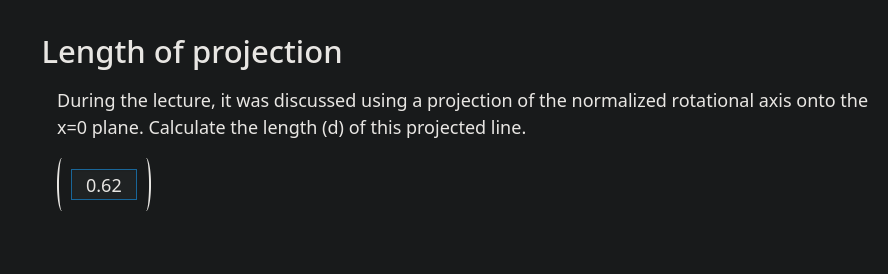 Length of projection
During the lecture, it was discussed using a projection of the normalized rotational axis onto the
x=0 plane. Calculate the length (d) of this projected line.
( 0.62 )